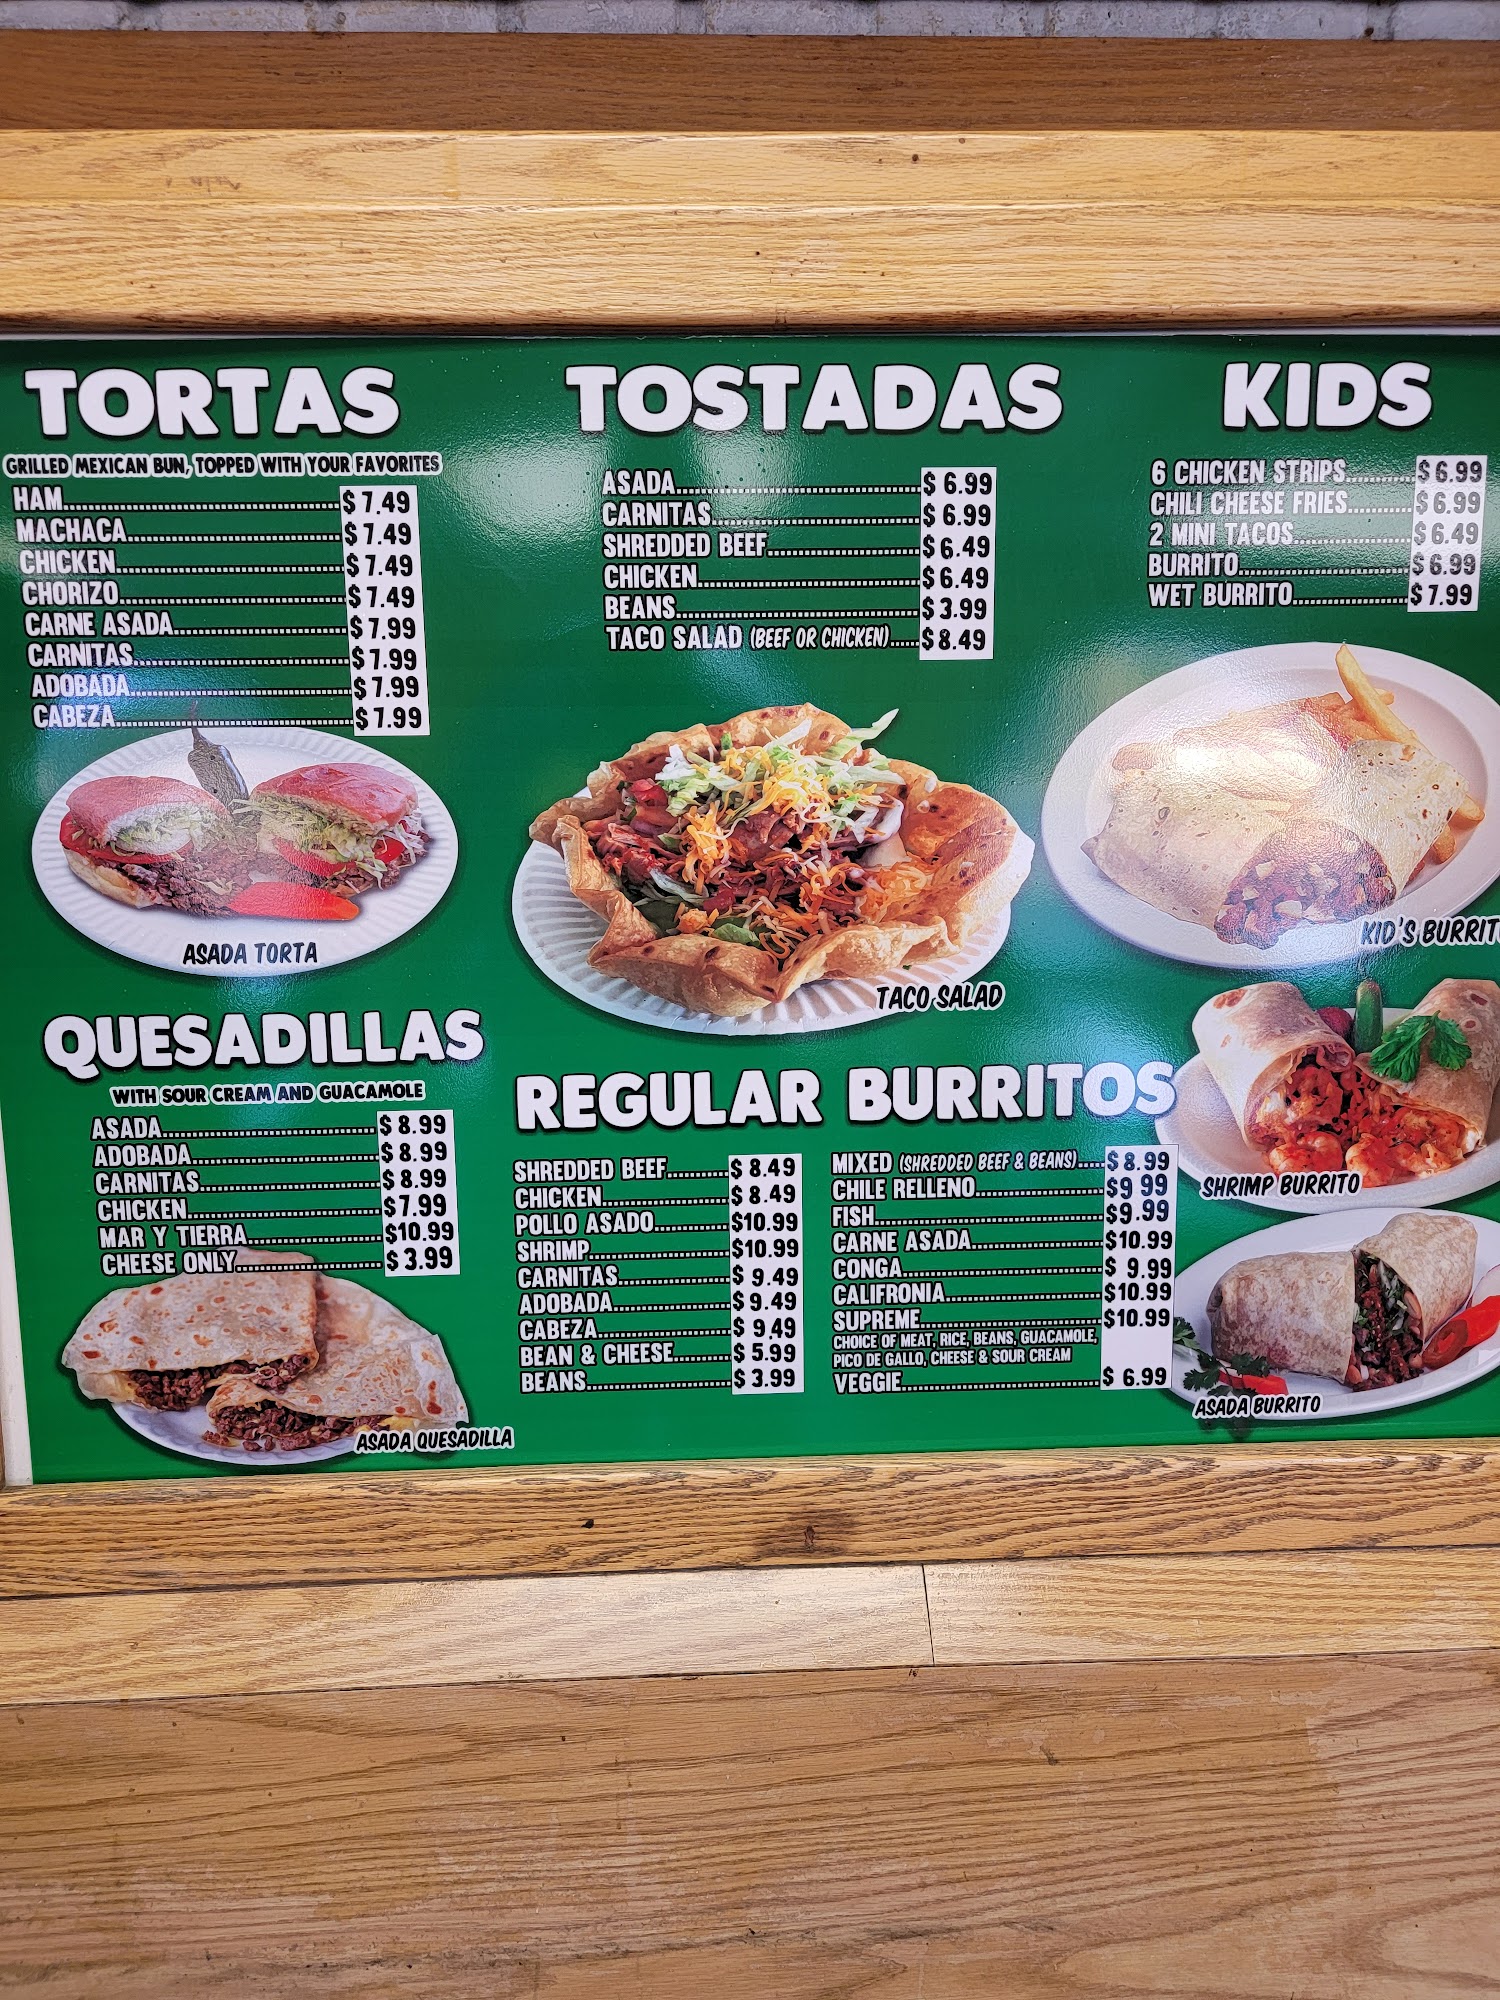 TORTAS
GRILLED MEXICAN BUN, TOPPED WITH YOUR FAVORITES
HAM $7.49
MACHACA $7.49
CHICKEN $7.49
CHORIZO $7.49
CARNE ASADA $7.99
CARNITAS $7.99
ADOBADA $7.99
CABEZA $7.99
ASADA TORTA
QUESADILLAS
WITH SOUR CREAM AND GUACAMOLE
ASADA $8.99
ADOBADA $8.99
CARNITAS $8.99
CHICKEN $7.99
MAR Y TIERRA $10.99
CHEESE ONLY $3.99
ASADA QUESADILLA
TOSTADAS
ASADA $6.99
CARNITAS $6.99
SHREDDED BEEF $6.49
CHICKEN $6.49
BEANS $3.99
TACO SALAD (BEEF OR CHICKEN) $8.49
TACO SALAD
KIDS
6 CHICKEN STRIPS $6.99
CHILI CHEESE FRIES $6.99
2 MINI TACOS $6.49
BURRITO $6.99
WET BURRITO $7.99
KID'S BURRIT
REGULAR BURRITOS
SHREDDED BEEF $8.49
CHICKEN $8.49
POLLO ASADO $10.99
SHRIMP $10.99
CARNITAS $9.49
ADOBADA $9.49
CABEZA $9.49
BEAN & CHEESE $5.99
BEANS $3.99
MIXED (SHREDDED BEEF & BEANS) $8.99
CHILE RELLENO $9 99
FISH $9.99
CARNE ASADA $10.99
CONGA $9.99
CALIFRONIA $10.99
SUPREME $10.99
CHOICE OF MEAT, RICE, BEANS, GUACAMOLE,
PICO DE GALLO, CHEESE & SOUR CREAM
VEGGIE $6.99
SHRIMP BURRITO
ASADA BURRITO